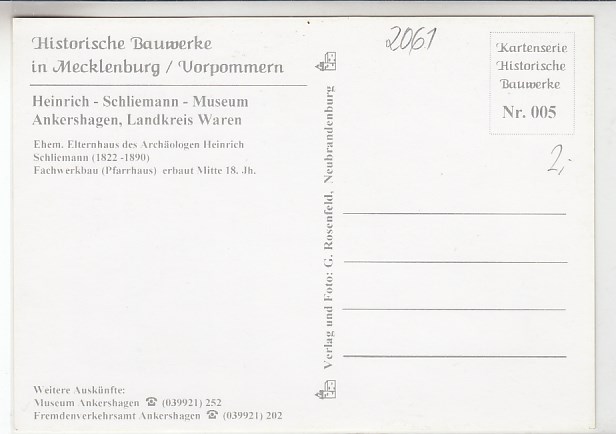 Historische Bauwerke
in Mecklenburg / Vorpommern
Heinrich - Schliemann - Museum
Ankershagen, Landkreis Waren
Ehem. Elternhaus des Archäologen Heinrich
Schliemann (1822 -1890)
Fachwerkbau (Pfarrhaus) erbaut Mitte 18. Jh.
Weitere Auskünfte:
Museum Ankershagen ☎ (039921) 252
Fremdenverkehrsamt Ankershagen ☎ (039921) 202
Verlag und Foto: G. Rosenfeld, Neubrandenburg
2061
Kartenserie
Historische
Bauwerke
Nr. 005
2,-